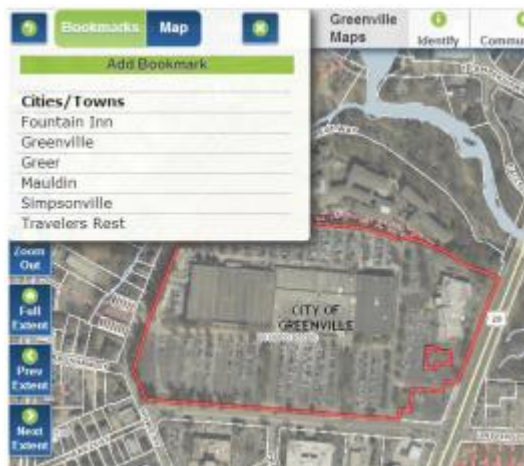 Bookmarks
Map
Add Bookmark
Cities/Towns
Fountain Inn
Greenville
Greer
Mauldin
Simpsonville
Travelers Rest
Greenville
Maps
Identify
Commu
Zoom
Out
Full
Extent
Prev
Extent
Next
Extent
CITY OF
GREENVILLE
29